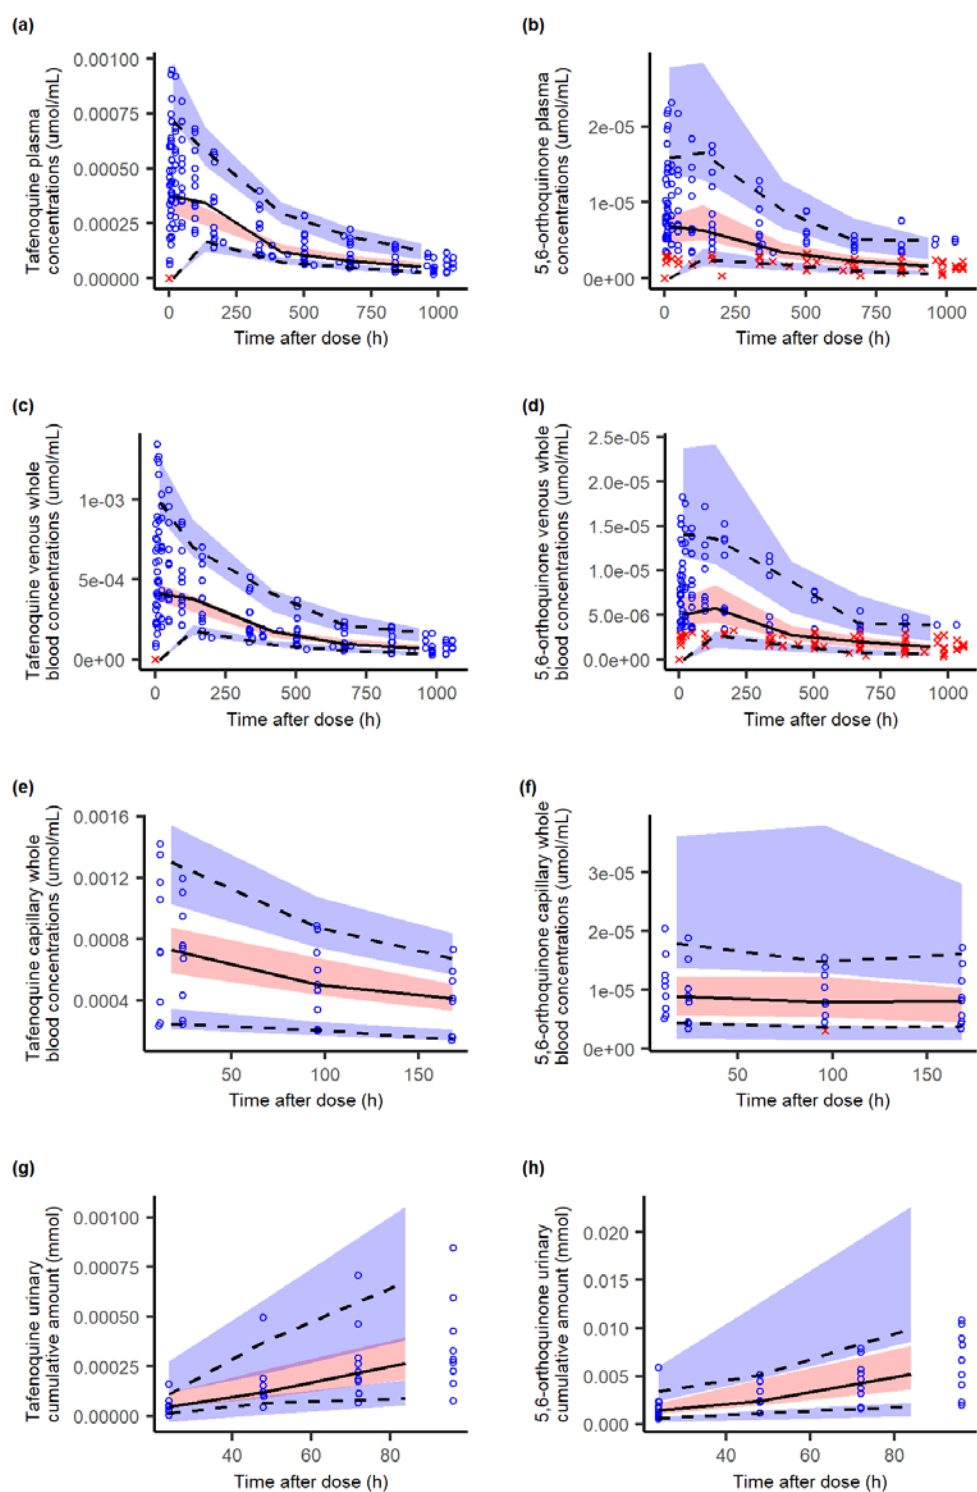 (a)
Tafenoquine plasma
concentrations (umol/mL)
0.00100
0.00075
0.00050
0.00025
0.00000
0 250 500 750 1000
Time after dose (h)
(b)
5,6-orthoquinone plasma
concentrations (umol/mL)
2e-05
1e-05
0e+00
0 250 500 750 1000
Time after dose (h)
(c)
Tafenoquine venous whole
blood concentrations (umol/mL)
1e-03
5e-04
0e+00
0 250 500 750 1000
Time after dose (h)
(d)
5,6-orthoquinone venous whole
blood concentrations (umol/mL)
2.5e-05
2.0e-05
1.5e-05
1.0e-05
5.0e-06
0.0e+00
0 250 500 750 1000
Time after dose (h)
(e)
Tafenoquine capillary whole
blood concentrations (umol/mL)
0.0016
0.0012
0.0008
0.0004
50 100 150
Time after dose (h)
(f)
5,6-orthoquinone capillary whole
blood concentrations (umol/mL)
3e-05
2e-05
1e-05
0e+00
50 100 150
Time after dose (h)
(g)
Tafenoquine urinary
cumulative amount (mmol)
0.00100
0.00075
0.00050
0.00025
0.00000
40 60 80
Time after dose (h)
(h)
5,6-orthoquinone urinary
cumulative amount (mmol)
0.020
0.015
0.010
0.005
0.000
40 60 80
Time after dose (h)